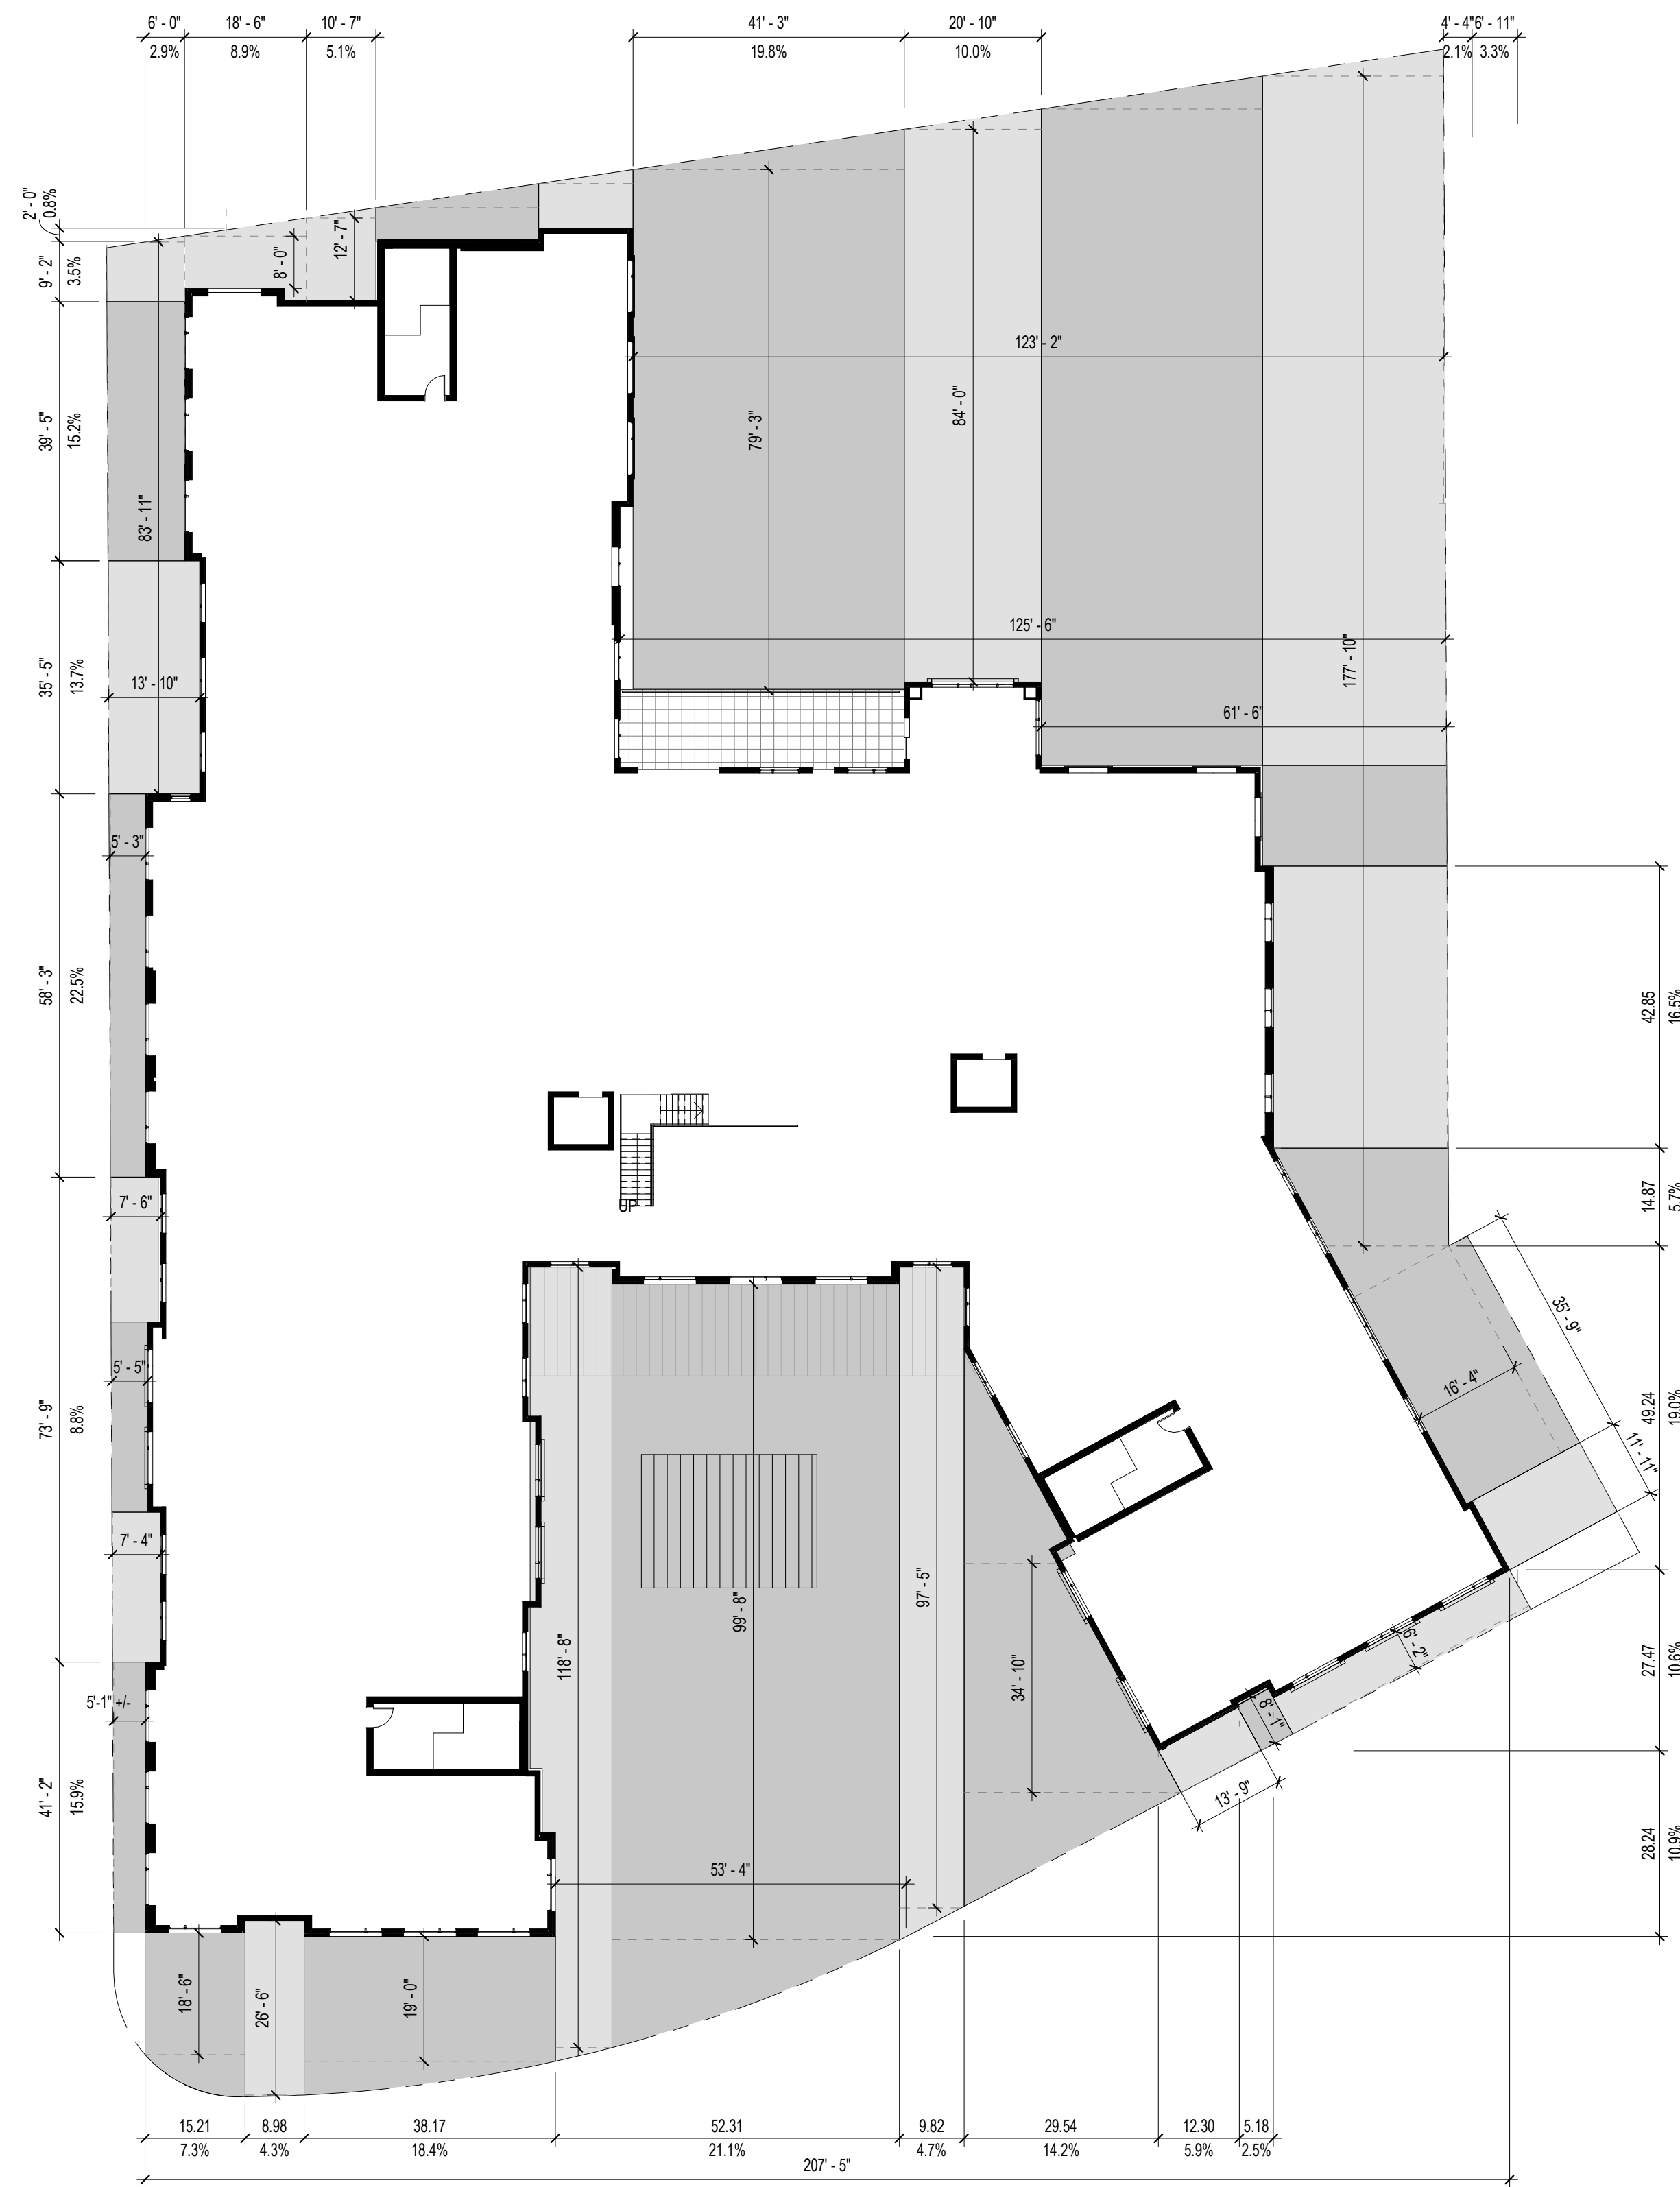 6' - 0" 18' - 6" 10' - 7" 41' - 3" 20' - 10" 4' - 4" 6' - 11"
2.9% 8.9% 5.1% 19.8% 10.0% 2.1% 3.3%
2' - 0"
0.8%
9' - 2"
3.5%
8' - 0"
12' - 7"
39' - 5"
15.2%
83' - 11"
123' - 2"
79' - 3"
84' - 0"
125' - 6"
177' - 10"
35' - 5"
13.7%
13' - 10"
61' - 6"
5' - 3"
58' - 3"
22.5%
42.85
16.5%
7' - 6"
UP
14.87
5.7%
35' - 9"
5' - 5"
16' - 4"
73' - 9"
8.8%
49.24
19.0%
11' - 11"
7' - 4"
118' - 8"
99' - 8"
97' - 5"
34' - 10"
6' - 2"
27.47
10.6%
8' - 1"
5'-1" +/-
13' - 9"
41' - 2"
15.9%
28.24
10.9%
53' - 4"
18' - 6"
26' - 6"
19' - 0"
15.21 8.98 38.17 52.31 9.82 29.54 12.30 5.18
7.3% 4.3% 18.4% 21.1% 4.7% 14.2% 5.9% 2.5%
207' - 5"